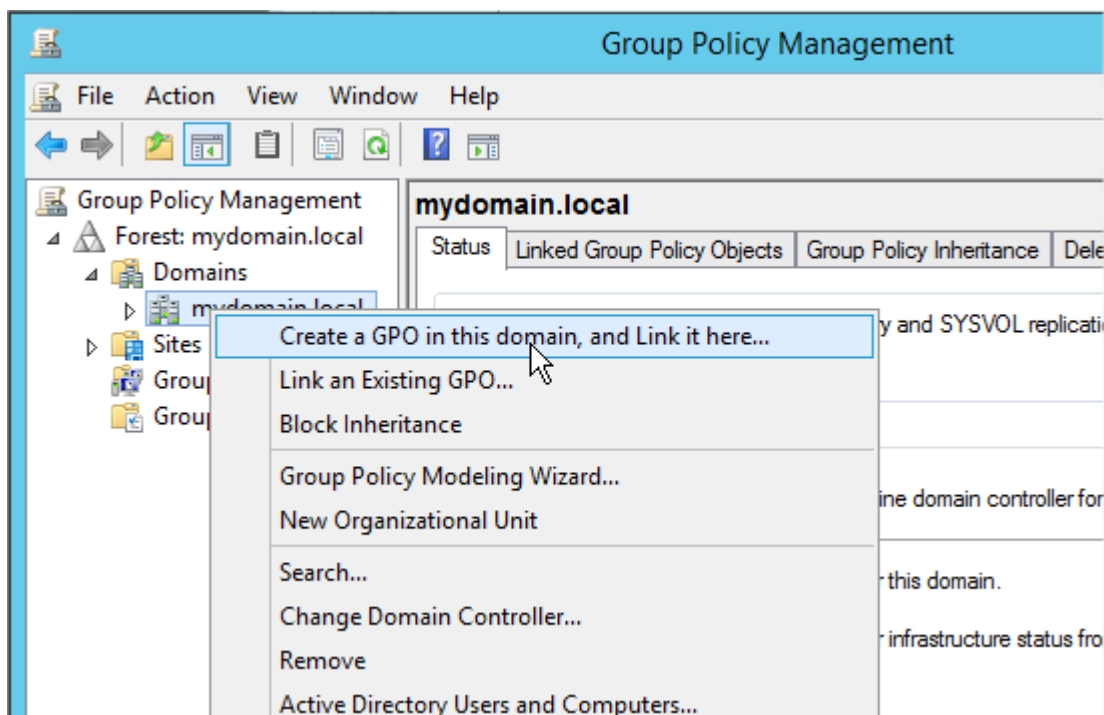 Group Policy Management
File Action View Window Help
Group Policy Management
Forest: mydomain.local
Domains
mydomain.local
Sites
mydomain.local
Status Linked Group Policy Objects Group Policy Inheritance
y and SYSVOL
ine domain controller for
this domain.
infrastructure status
Create a GPO in this domain, and Link it here...
Link an Existing GPO...
Block Inheritance
Group Policy Modeling Wizard...
New Organizational Unit
Search...
Change Domain Controller...
Remove
Active Directory Users and Computers...